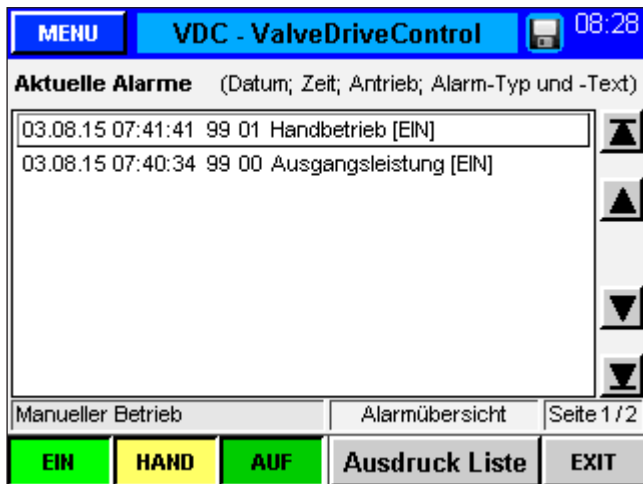 MENU VDC - ValveDriveControl 08:28
Aktuelle Alarme (Datum; Zeit; Antrieb; Alarm-Typ und -Text)
03.08.15 07:41:41 99 01 Handbetrieb [EIN]
03.08.15 07:40:34 99 00 Ausgangsleistung [EIN]
Manueller Betrieb Alarmübersicht Seite 1/2
EIN HAND AUF Ausdruck Liste EXIT